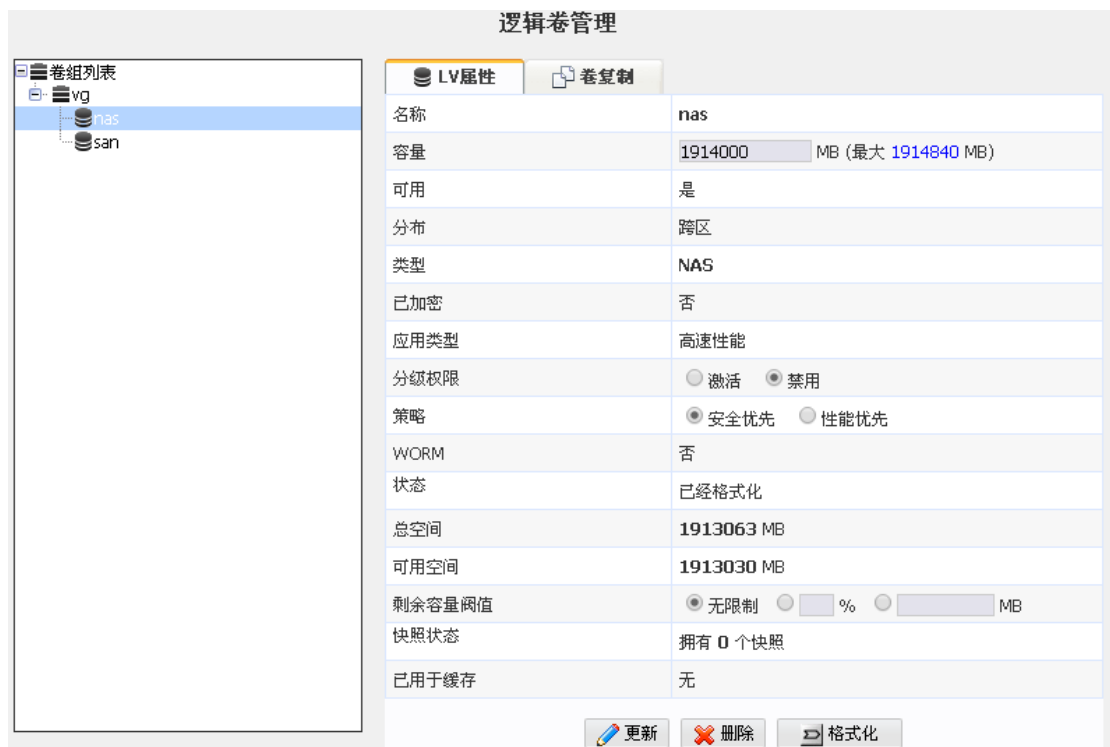 逻辑卷管理
卷组列表
vg
nas
san
LV属性 卷复制
名称 nas
容量 1914000 MB (最大 1914840 MB)
可用 是
分布 跨区
类型 NAS
已加密 否
应用类型 高速性能
分级权限 激活 禁用
策略 安全优先 性能优先
WORM 否
状态 已经格式化
总空间 1913063 MB
可用空间 1913030 MB
剩余容量阀值 无限制 % MB
快照状态 拥有 0 个快照
已用于缓存 无
更新 删除 格式化